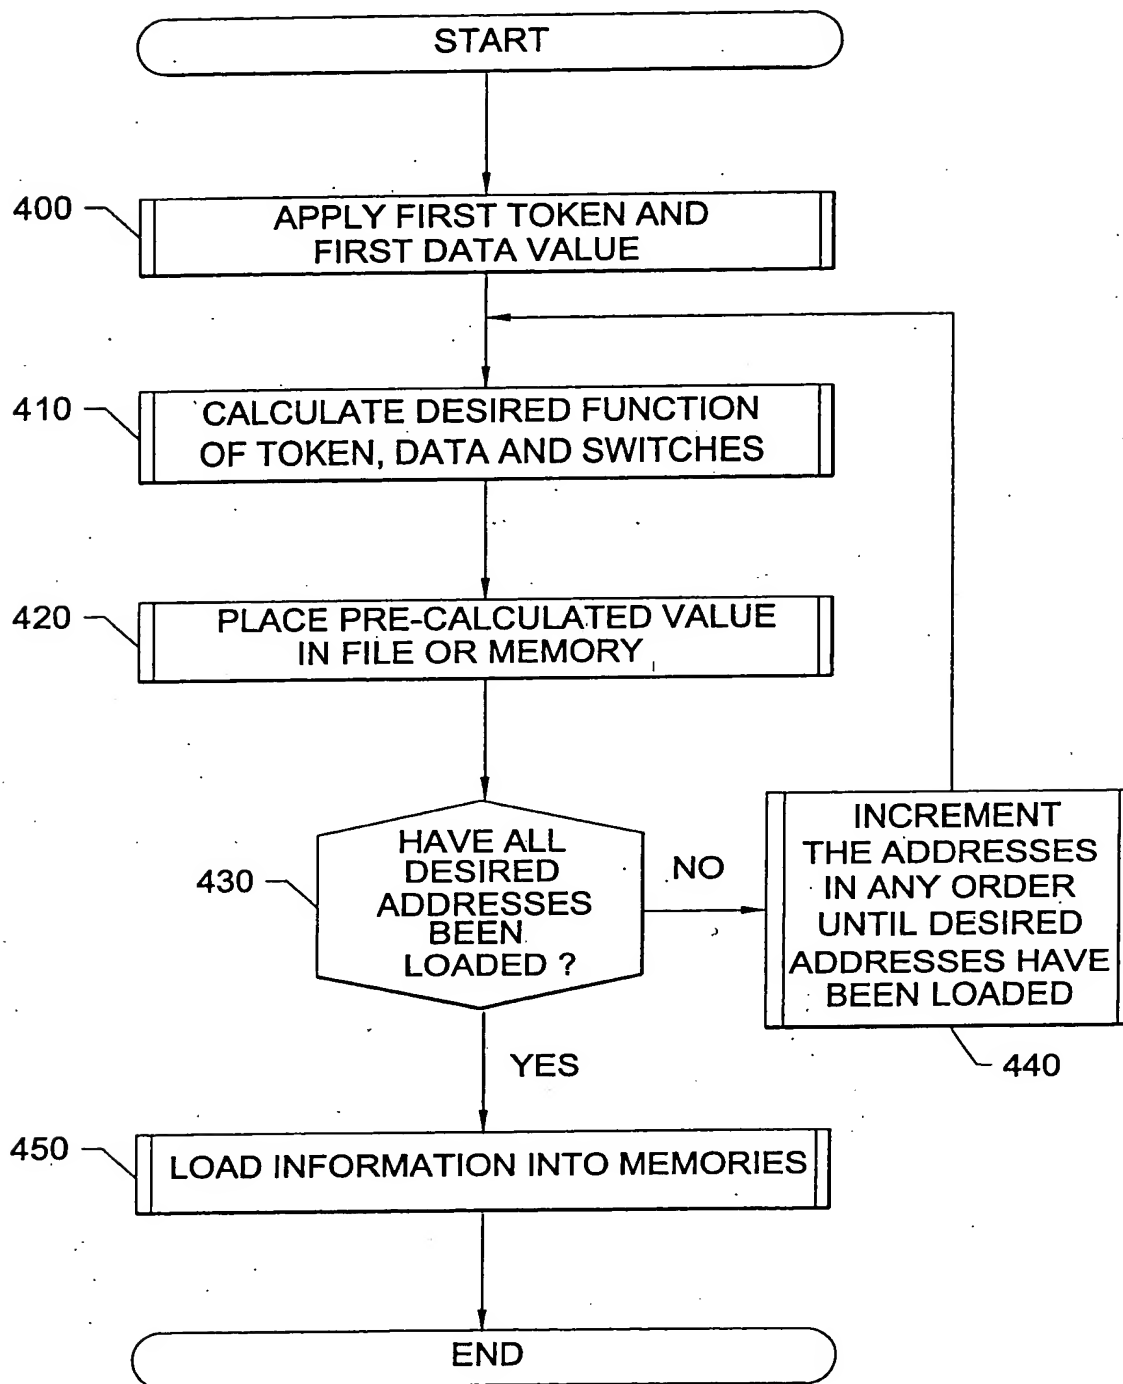 START
400
APPLY FIRST TOKEN AND
FIRST DATA VALUE
410
CALCULATE DESIRED FUNCTION
OF TOKEN, DATA AND SWITCHES
420
PLACE PRE-CALCULATED VALUE
IN FILE OR MEMORY
430
HAVE ALL
DESIRED
ADDRESSES
BEEN
LOADED ?
NO
INCREMENT
THE ADDRESSES
IN ANY ORDER
UNTIL DESIRED
ADDRESSES HAVE
BEEN LOADED
440
YES
450
LOAD INFORMATION INTO MEMORIES
END